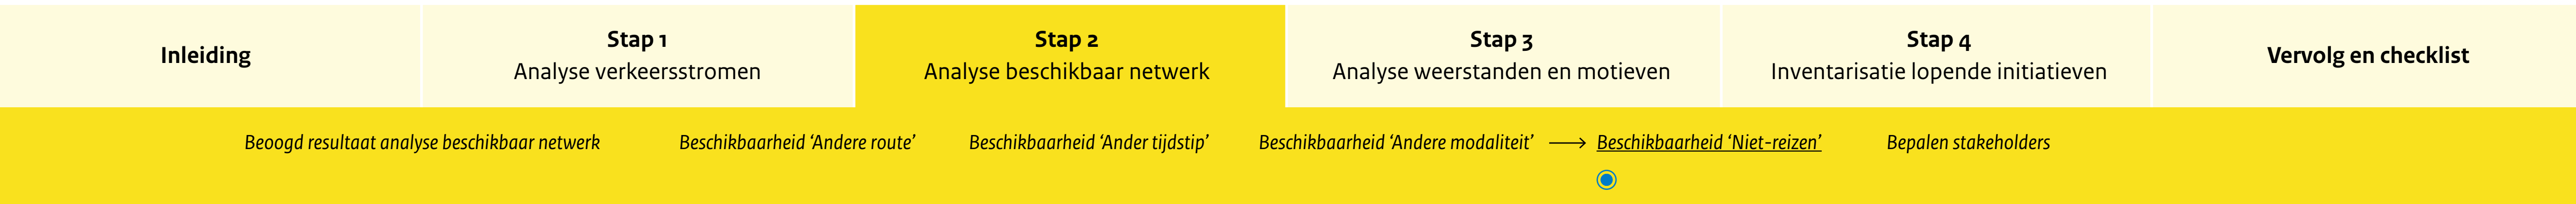 Inleiding
Stap 1
Analyse verkeersstromen
Stap 2
Analyse beschikbaar netwerk
Stap 3
Analyse weerstanden en motieven
Stap 4
Inventarisatie lopende initiatieven
Vervolg en checklist
Beoogd resultaat analyse beschikbaar netwerk
Beschikbaarheid ‘Andere route’
Beschikbaarheid ‘Ander tijdstip’
Beschikbaarheid ‘Andere modaliteit’
Beschikbaarheid ‘Niet-reizen’
Bepalen stakeholders